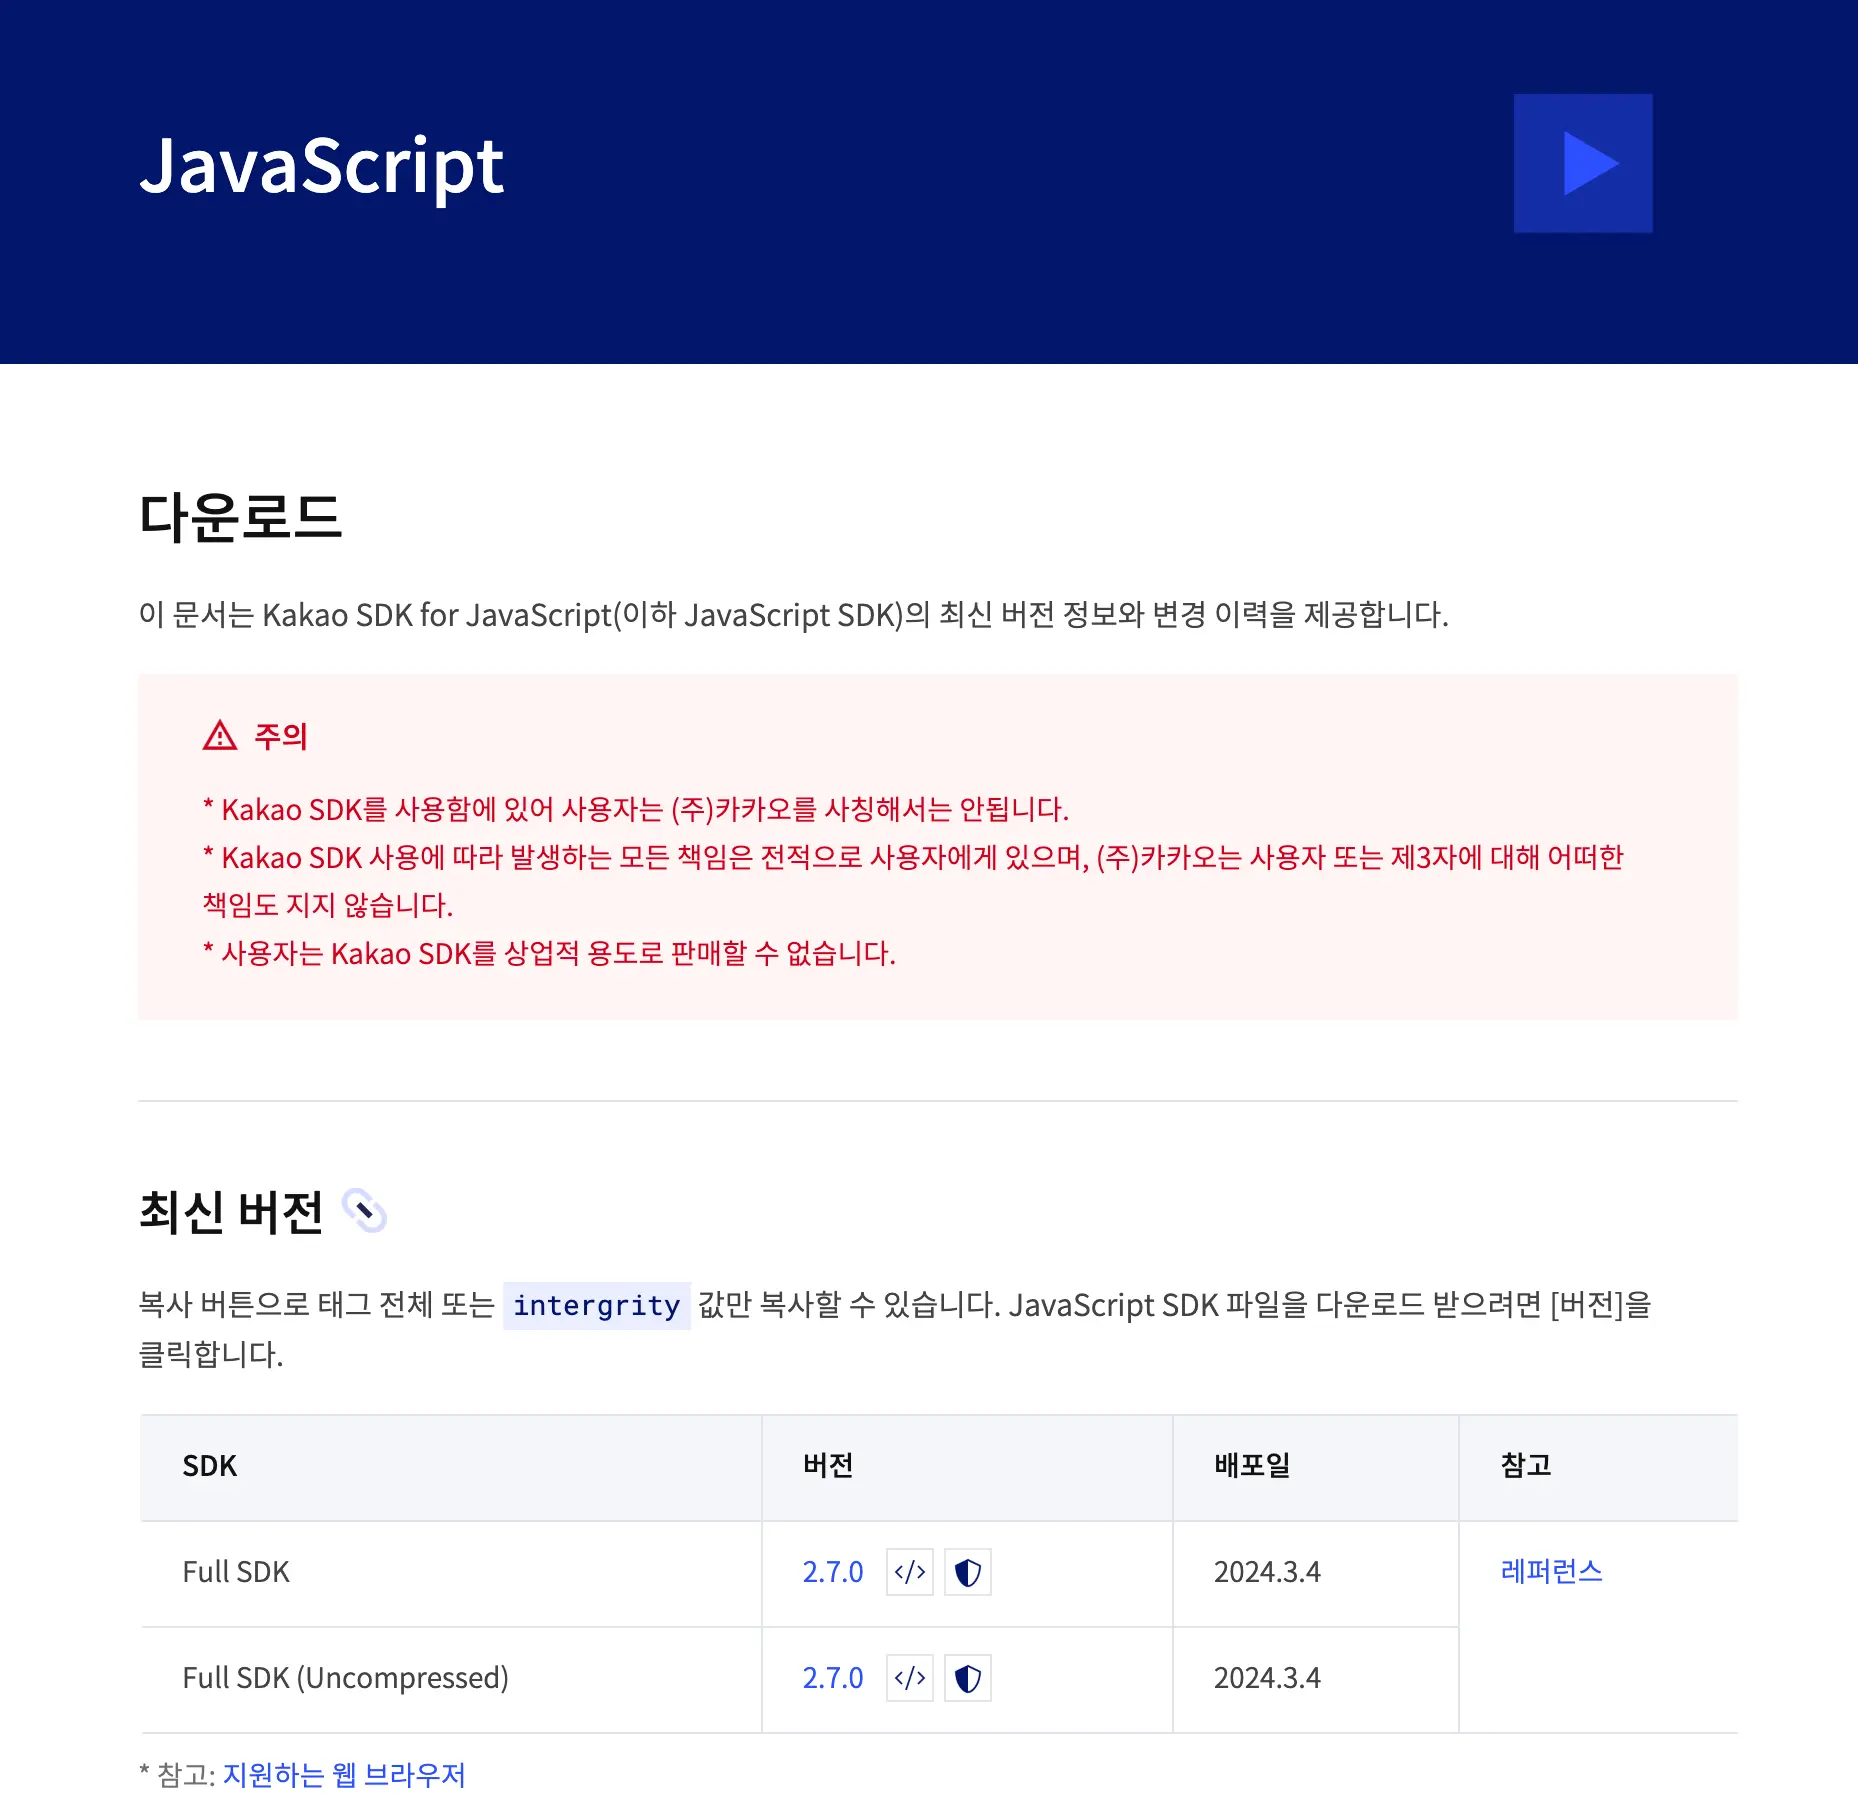 JavaScript
다운로드
이 문서는 Kakao SDK for JavaScript(이하 JavaScript SDK)의 최신 버전 정보와 변경 이력을 제공합니다.
주의
* Kakao SDK를 사용함에 있어 사용자는 (주)카카오를 사칭해서는 안됩니다.
* Kakao SDK 사용에 따라 발생하는 모든 책임은 전적으로 사용자에게 있으며, (주)카카오는 사용자 또는 제3자에 대해 어떠한
책임도 지지 않습니다.
* 사용자는 Kakao SDK를 상업적 용도로 판매할 수 없습니다.
최신 버전
복사 버튼으로 태그 전체 또는 intergrity 값만 복사할 수 있습니다. JavaScript SDK 파일을 다운로드 받으려면 [버전]을
클릭합니다.
SDK 버전 배포일 참고
Full SDK 2.7.0 </> 2024.3.4 레퍼런스
Full SDK (Uncompressed) 2.7.0 </> 2024.3.4
* 참고: 지원하는 웹 브라우저